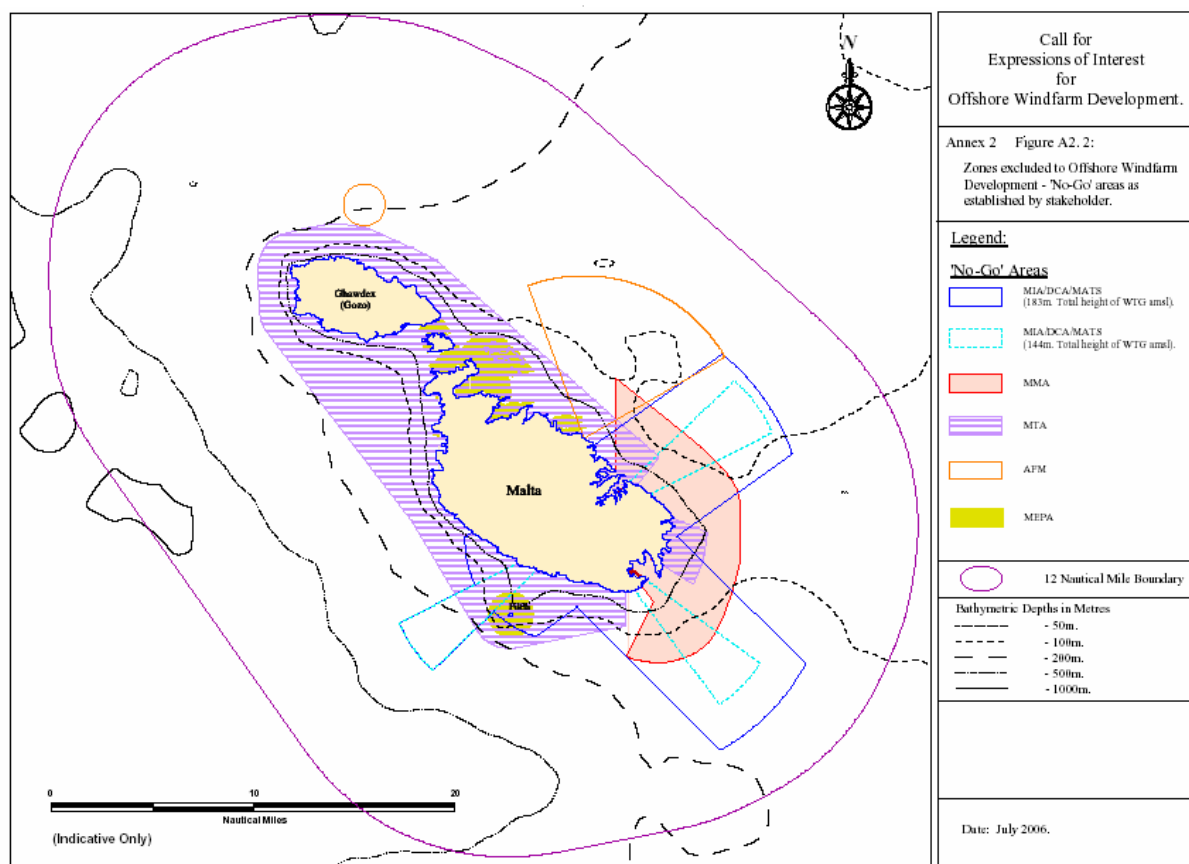 N
Ghawdex
(Gozo)
Malta
0
10
20
Nautical Miles
(Indicative Only)
Call for
Expressions of Interest
for
Offshore Windfarm Development.
Annex 2 Figure A2. 2:
Zones excluded to Offshore Windfarm
Development - 'No-Go' areas as
established by stakeholder.
Legend:
'No-Go' Areas
MIA/DCA/MATS
(183m. Total height of WTG amsl).
MIA/DCA/MATS
(144m. Total height of WTG amsl).
MMA
MTA
AFM
MEPA
12 Nautical Mile Boundary
Bathymetric Depths in Metres
- 50m.
- 100m.
- 200m.
- 500m.
- 1000m.
Date: July 2006.